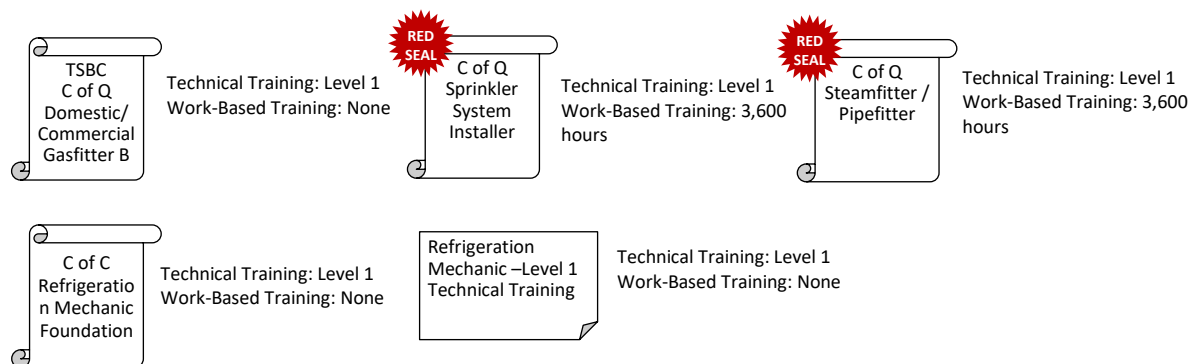 TSBC
C of Q
Domestic/
Commercial
Gasfitter B
Technical Training: Level 1
Work-Based Training: None
RED
SEAL
C of Q
Sprinkler
System
Installer
Technical Training: Level 1
Work-Based Training: 3,600
hours
RED
SEAL
C of Q
Steamfitter /
Pipefitter
Technical Training: Level 1
Work-Based Training: 3,600
hours
C of C
Refrigeratio
n Mechanic
Foundation
Technical Training: Level 1
Work-Based Training: None
Refrigeration
Mechanic –Level 1
Technical Training
Technical Training: Level 1
Work-Based Training: None